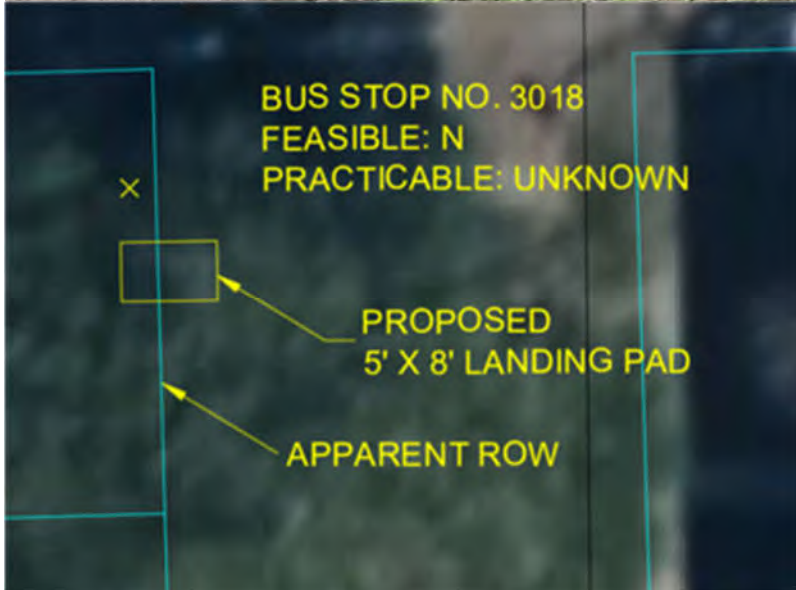 BUS STOP NO. 3018
FEASIBLE: N
PRACTICABLE: UNKNOWN
PROPOSED
5' X 8' LANDING PAD
APPARENT ROW